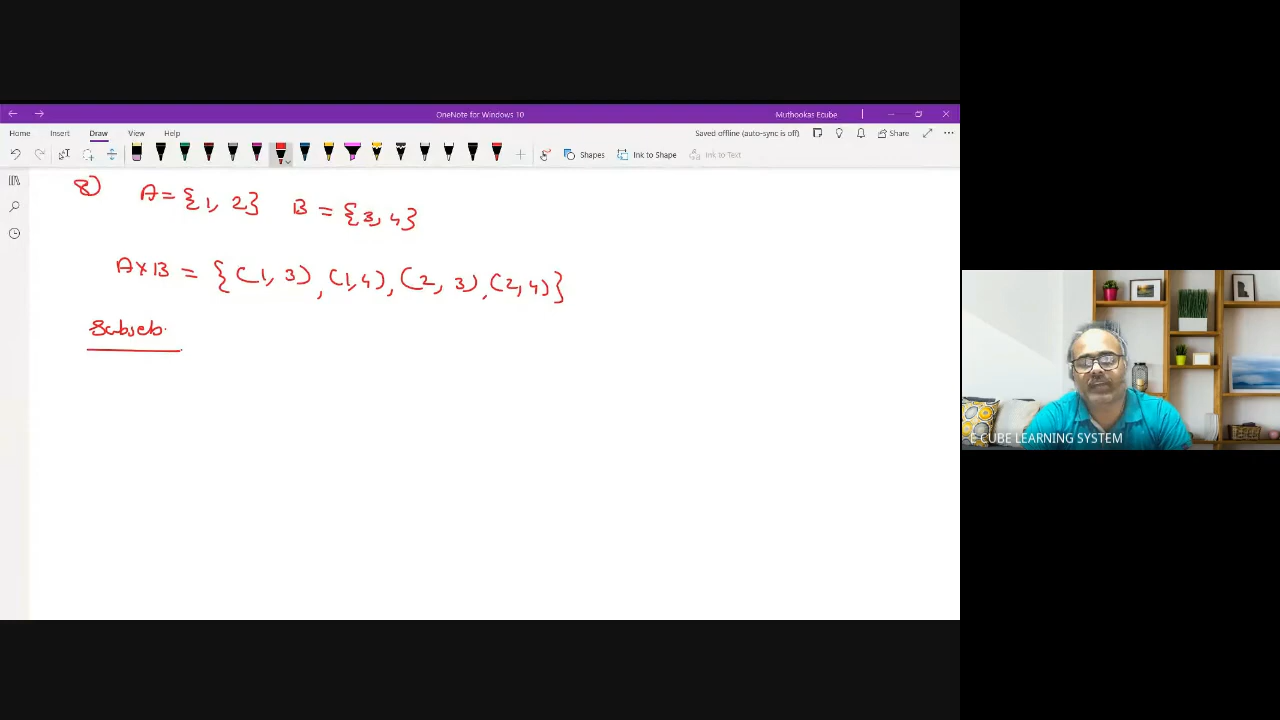 OneNote for Windows 10
Muthookas Ecube
Home Insert Draw View Help
Saved offline (auto-sync is off)
Share
Shapes
Ink to Shape
Ink to Text
8) A = {1, 2} B = {3, 4}
A×B = {(1, 3), (1,4), (2, 3), (2,4)}
Subsets
E CUBE LEARNING SYSTEM